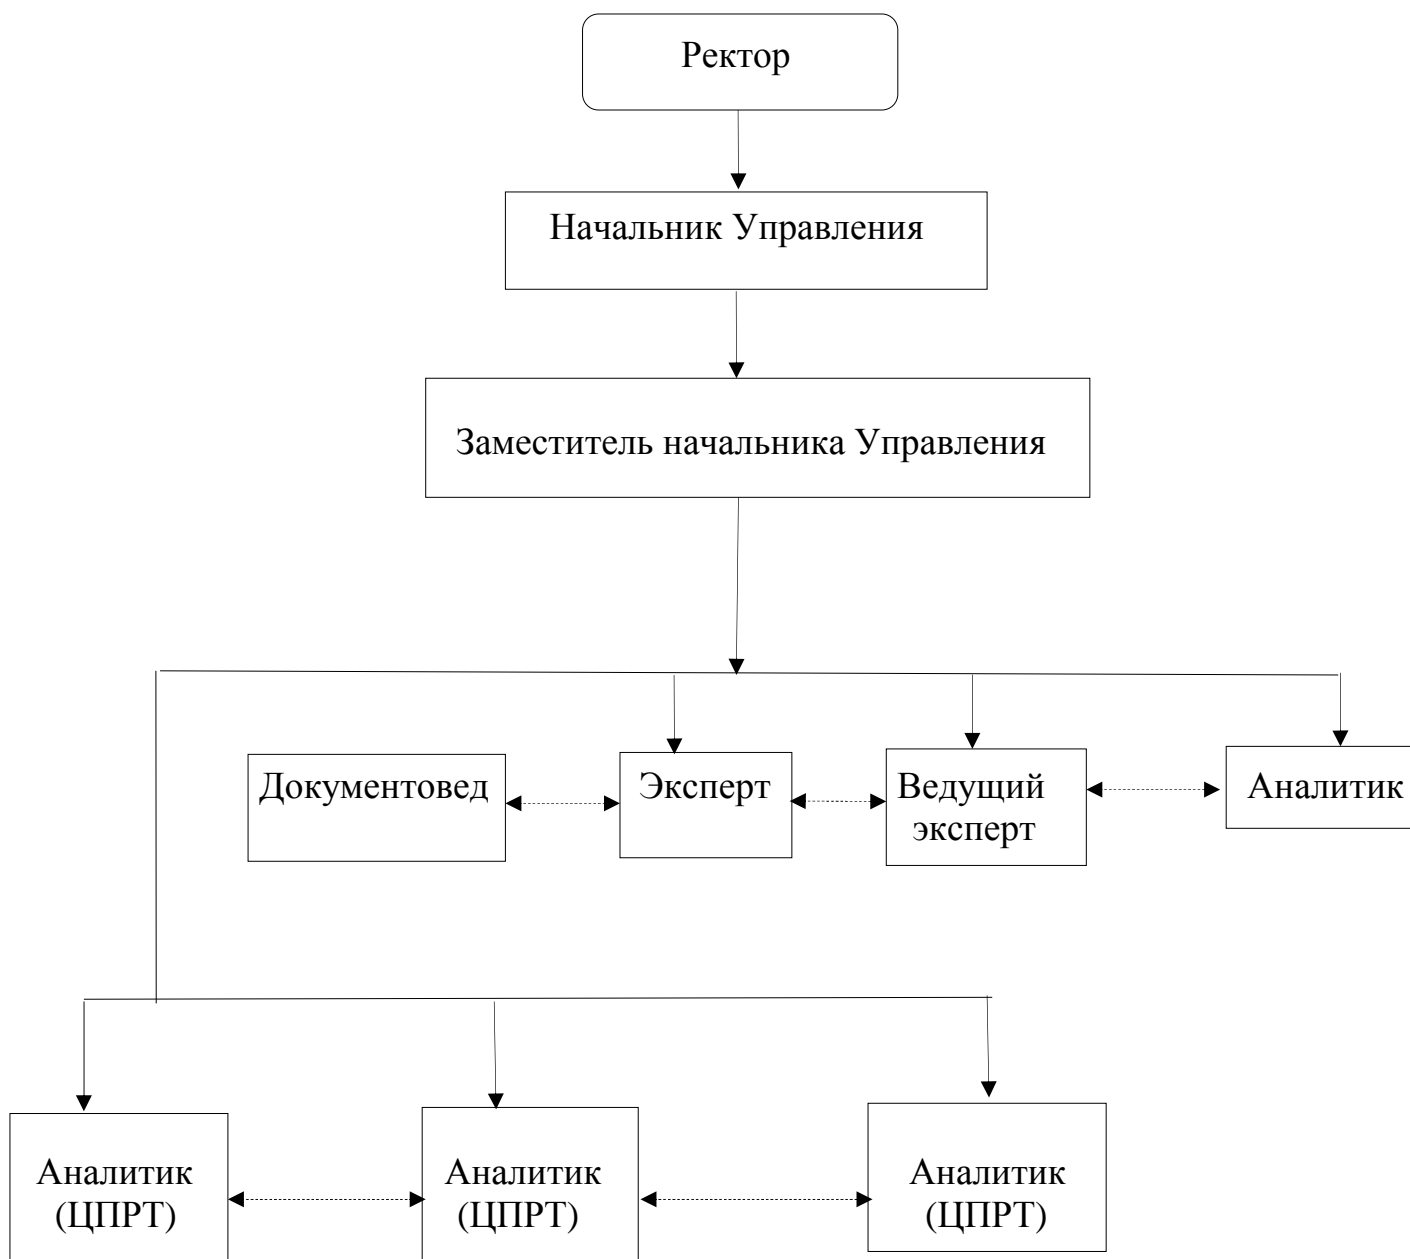 Ректор
Начальник Управления
Заместитель начальника Управления
Документовед
Эксперт
Ведущий
эксперт
Аналитик
Аналитик
(ЦПРТ)
Аналитик
(ЦПРТ)
Аналитик
(ЦПРТ)